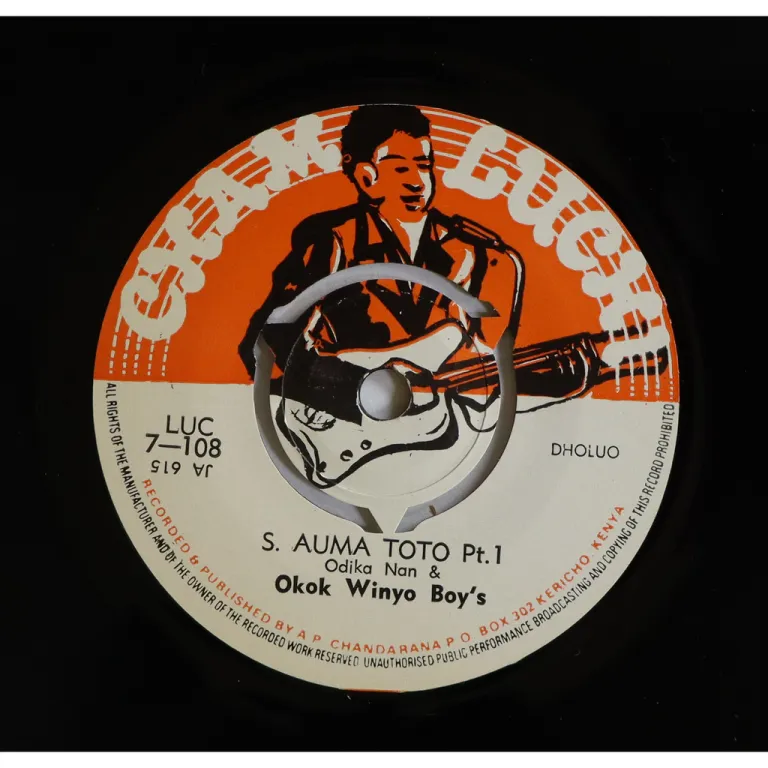 CHAM LUCKI
LUC
7—108
JA 615
DHOLUO
S. AUMA TOTO Pt.1
Odika Nan &
Okok Winyo Boy's
RECORDED & PUBLISHED BY A.P. CHANDARANA P.O. BOX 302 KERICHO, KENYA
ALL RIGHTS OF THE MANUFACTURER AND OF THE OWNER OF THE RECORDED WORK RESERVED UNAUTHORISED PUBLIC PERFORMANCE BROADCASTING AND COPYING OF THIS RECORD PROHIBITED